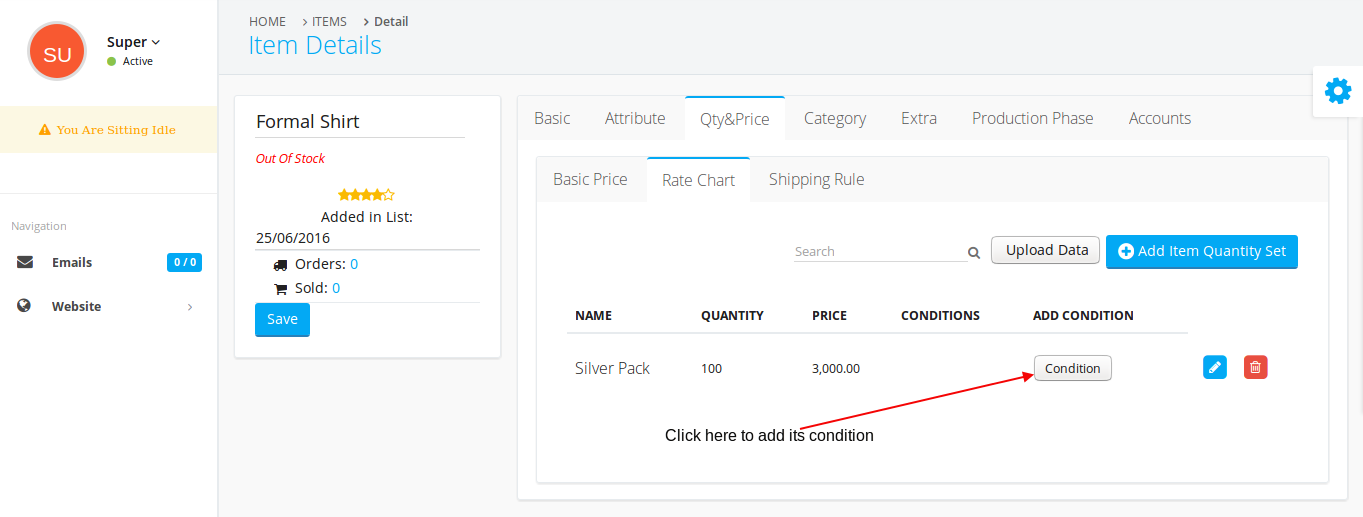 SU
Super
Active
You Are Sitting Idle
Navigation
Emails 0 / 0
Website
HOME > ITEMS > Detail
Item Details
Formal Shirt
Out Of Stock
Added in List:
25/06/2016
Orders: 0
Sold: 0
Save
Basic Attribute Qty&Price Category Extra Production Phase Accounts
Basic Price Rate Chart Shipping Rule
Search Upload Data Add Item Quantity Set
NAME QUANTITY PRICE CONDITIONS ADD CONDITION
Silver Pack 100 3,000.00 Condition
Click here to add its condition